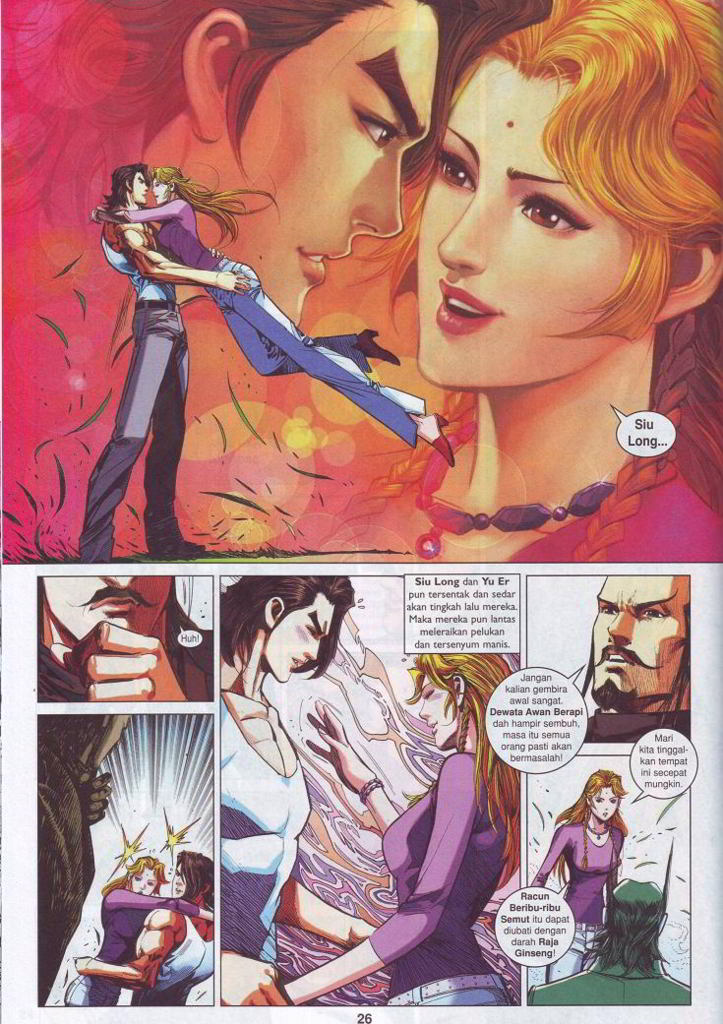 Siu
Long...
Huh!
Siu Long dan Yu Er
pun tersentak dan sedar
akan tingkah lalu mereka.
Maka mereka pun lantas
meleraikan pelukan
dan tersenyum manis.
Jangan
kalian gembira
awal sangat.
Dewata Awan Berapi
dah hampir sembuh,
masa itu semua
orang pasti akan
bermasalah!
Mari
kita tinggal-
kan tempat
ini secepat
mungkin.
Racun
Beribu-ribu
Semut itu dapat
diubati dengan
darah Raja
Ginseng!
26